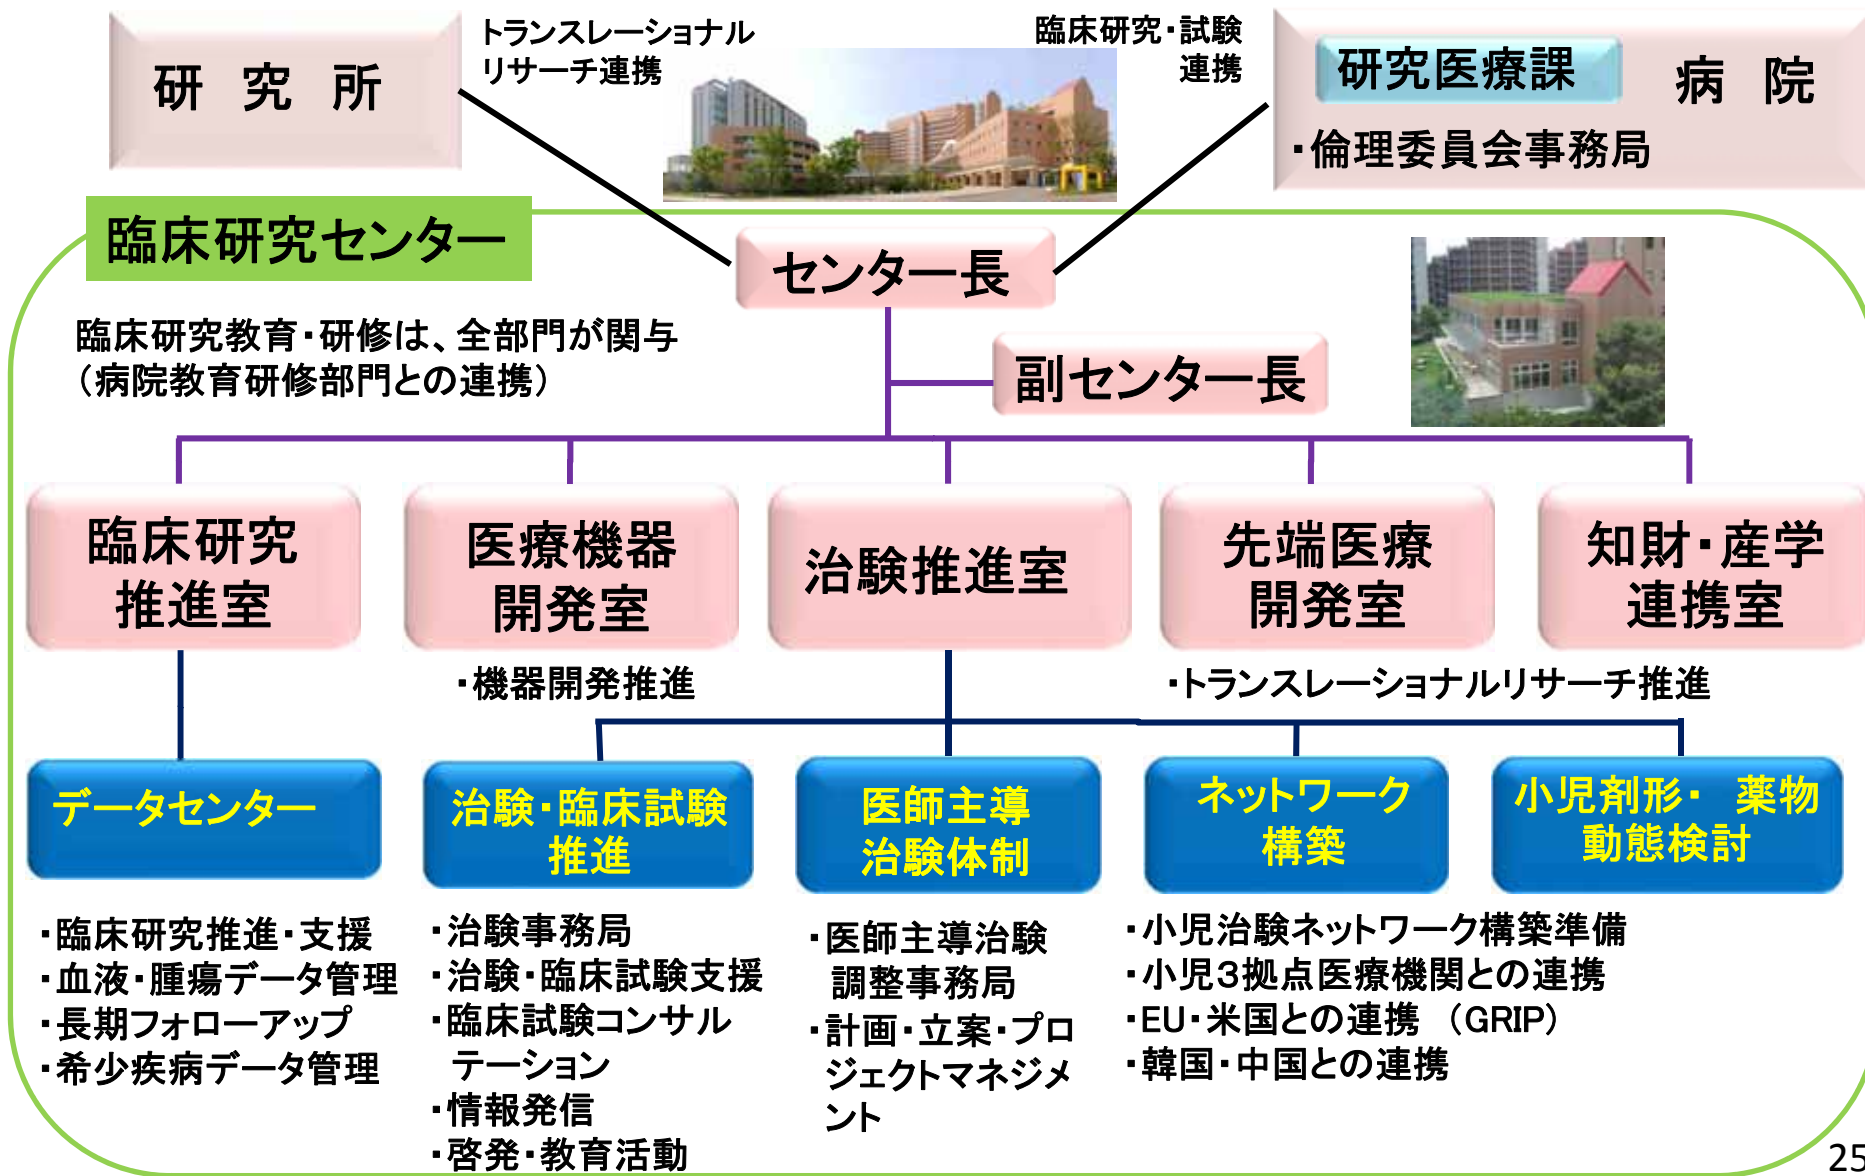 研 究 所
トランスレーショナル
リサーチ連携
臨床研究・試験
連携
研究医療課
病 院
・倫理委員会事務局
臨床研究センター
センター長
臨床研究教育・研修は、全部門が関与
（病院教育研修部門との連携）
副センター長
臨床研究
推進室
医療機器
開発室
治験推進室
先端医療
開発室
知財・産学
連携室
・機器開発推進
・トランスレーショナルリサーチ推進
データセンター
治験・臨床試験
推進
医師主導
治験体制
ネットワーク
構築
小児剤形・ 薬物
動態検討
・臨床研究推進・支援
・血液・腫瘍データ管理
・長期フォローアップ
・希少疾病データ管理
・治験事務局
・治験・臨床試験支援
・臨床試験コンサル
テーション
・情報発信
・啓発・教育活動
・医師主導治験
調整事務局
・計画・立案・プロ
ジェクトマネジメ
ント
・小児治験ネットワーク構築準備
・小児3拠点医療機関との連携
・EU・米国との連携 （GRIP）
・韓国・中国との連携
25